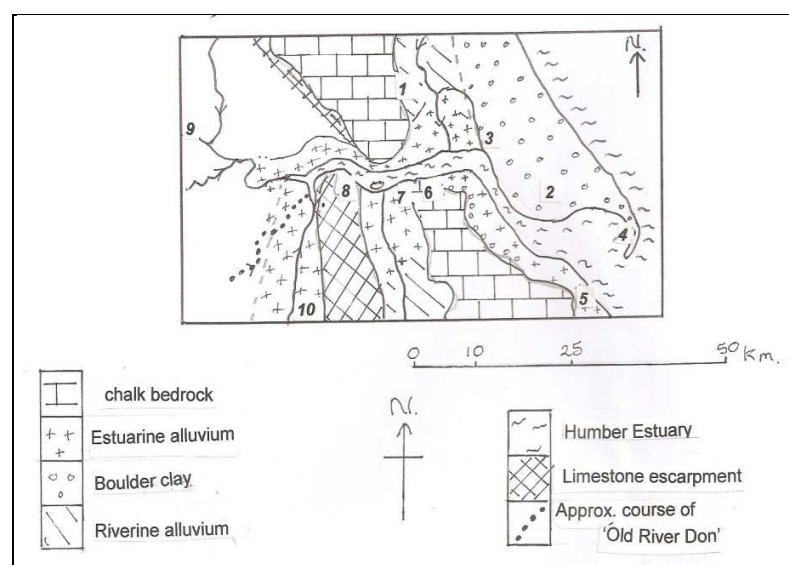 N.
1
9
3
2
8
7
6
4
10
5
0 10 25 50 Km.
chalk bedrock
Estuarine alluvium
Boulder clay
Riverine alluvium
N.
Humber Estuary
Limestone escarpment
Approx. course of
'Óld River Don'